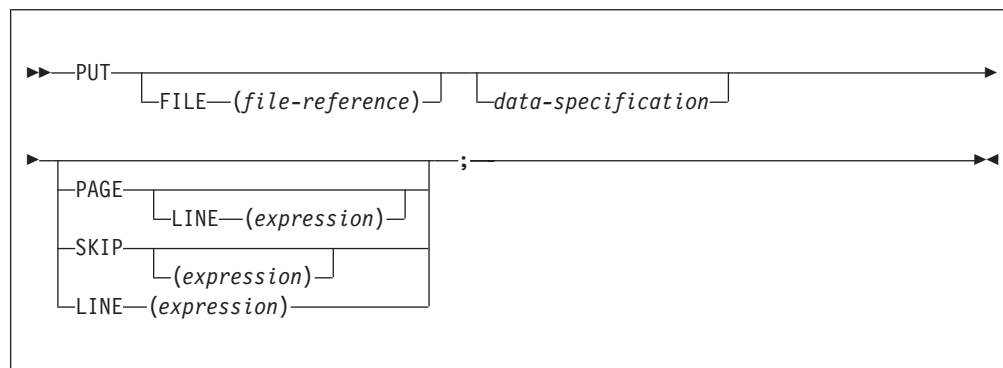 PUT
FILE (file-reference) data-specification
;
PAGE
LINE (expression)
SKIP
(expression)
LINE (expression)